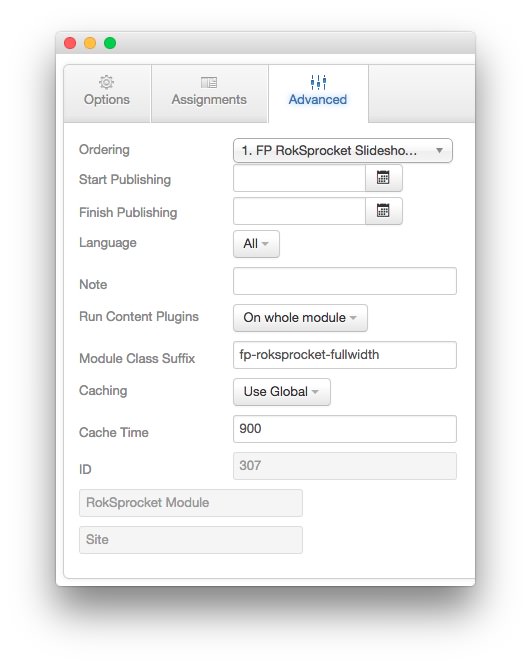 Options
Assignments
Advanced
Ordering
1. FP RokSprocket Slidesho...
Start Publishing
Finish Publishing
Language
All
Note
Run Content Plugins
On whole module
Module Class Suffix
fp-roksprocket-fullwidth
Caching
Use Global
Cache Time
900
ID
307
RokSprocket Module
Site